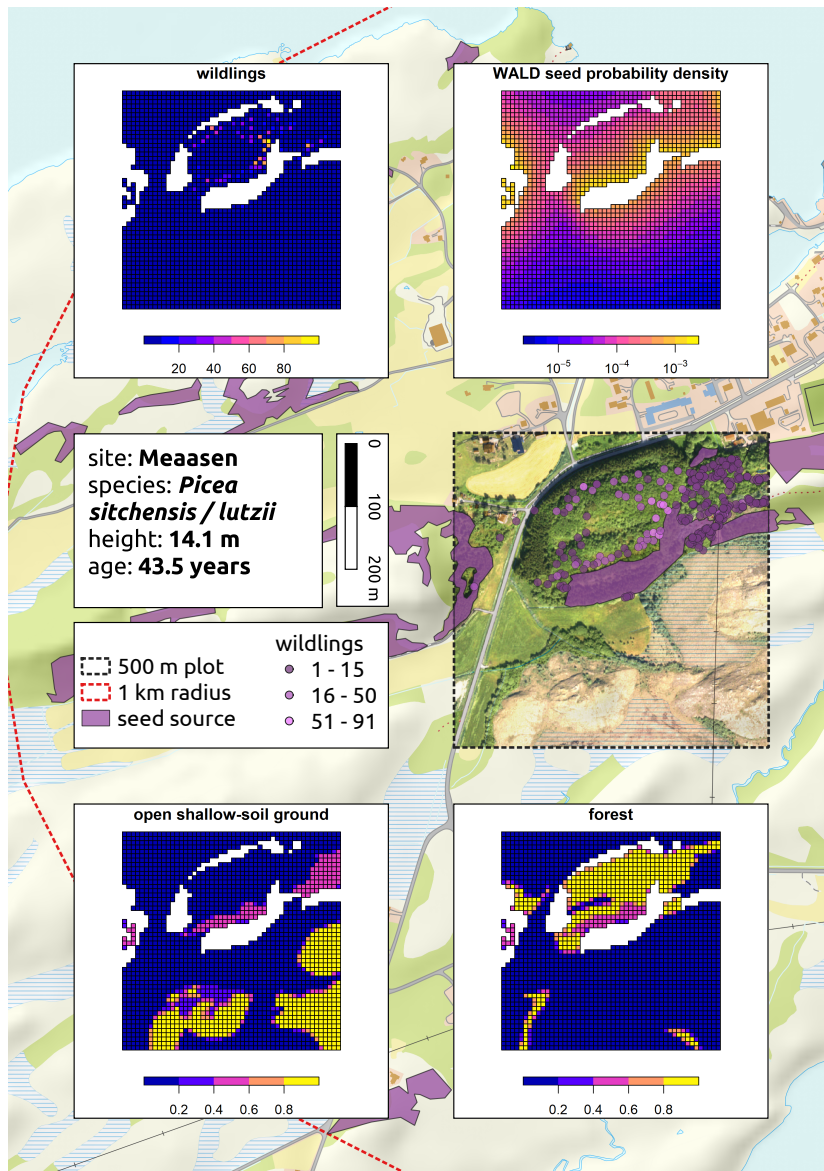 wildlings
20 40 60 80
WALD seed probability density
10⁻⁵ 10⁻⁴ 10⁻³
site: Meaasen
species: Picea
sitchensis / lutzii
height: 14.1 m
age: 43.5 years
0
100
200 m
500 m plot
1 km radius
seed source
wildlings
1 - 15
16 - 50
51 - 91
open shallow-soil ground
0.2 0.4 0.6 0.8
forest
0.2 0.4 0.6 0.8